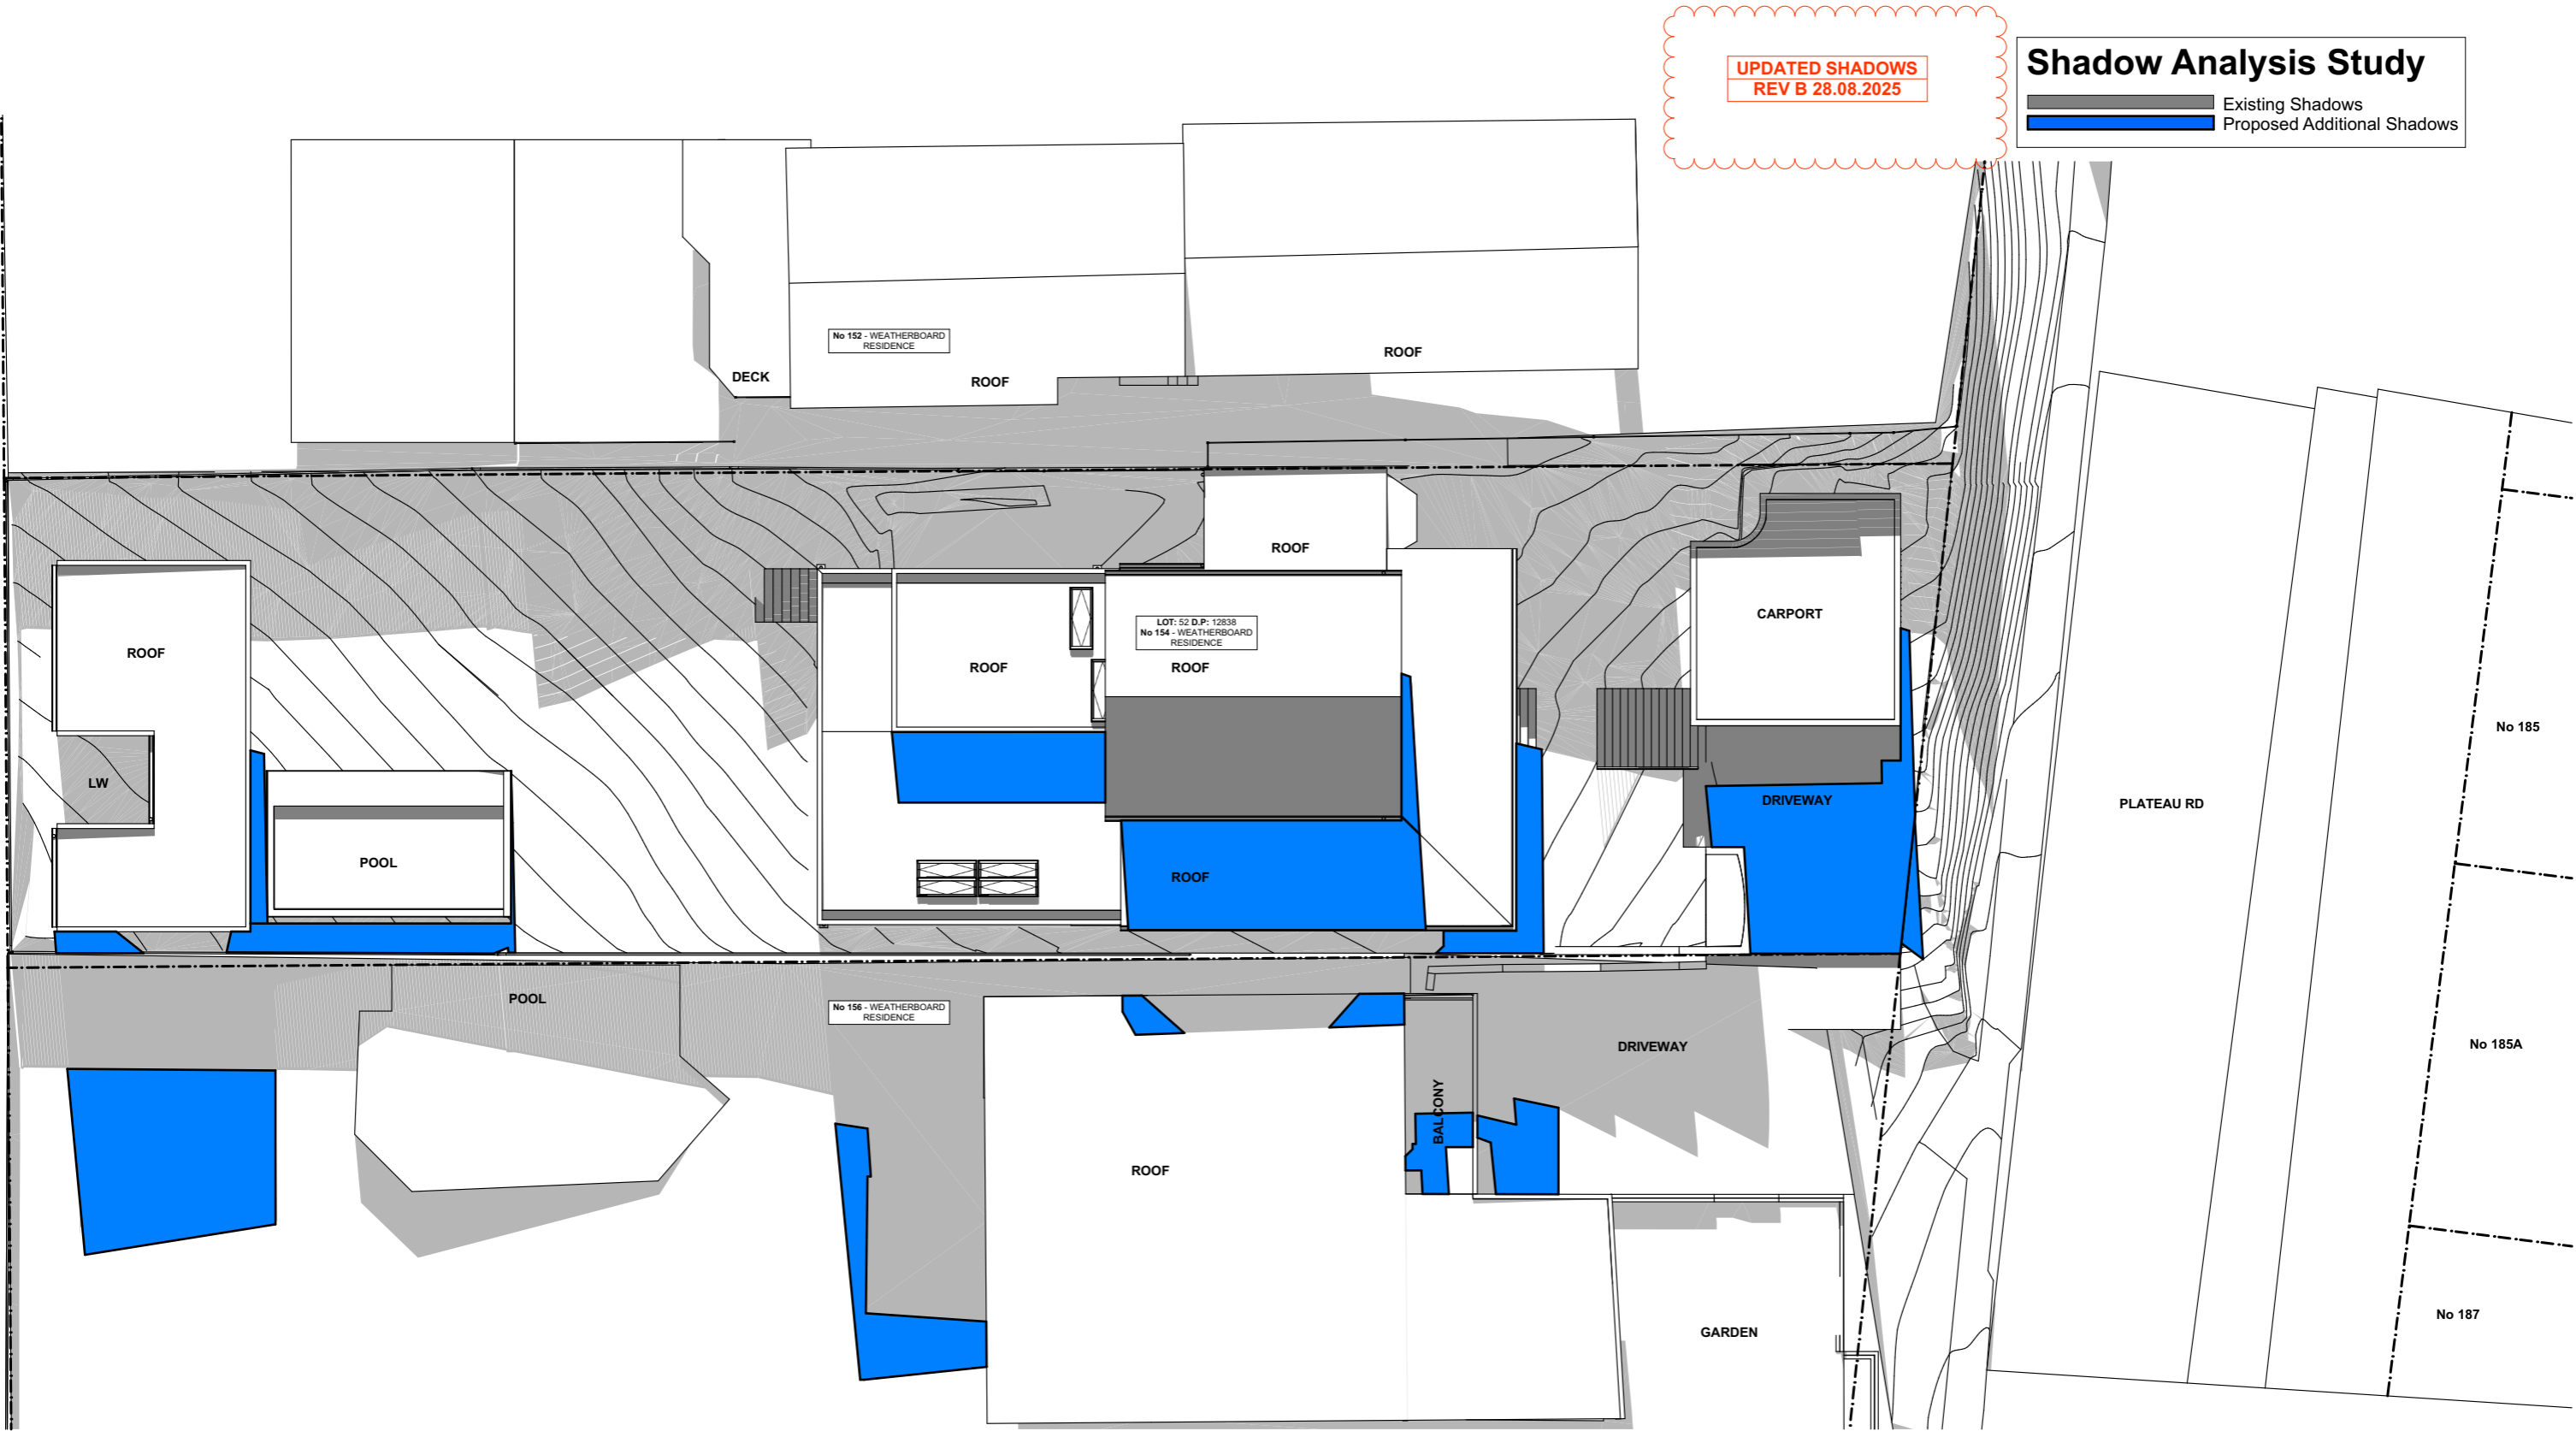 UPDATED SHADOWS
REV B 28.08.2025
Shadow Analysis Study
Existing Shadows
Proposed Additional Shadows
No 152 - WEATHERBOARD
RESIDENCE
DECK
ROOF
ROOF
ROOF
CARPORT
LOT: 52 D.P: 12838
No 154 - WEATHERBOARD
RESIDENCE
ROOF
ROOF
ROOF
No 185
LW
DRIVEWAY
PLATEAU RD
POOL
ROOF
POOL
No 156 - WEATHERBOARD
RESIDENCE
DRIVEWAY
No 185A
BALCONY
ROOF
No 187
GARDEN